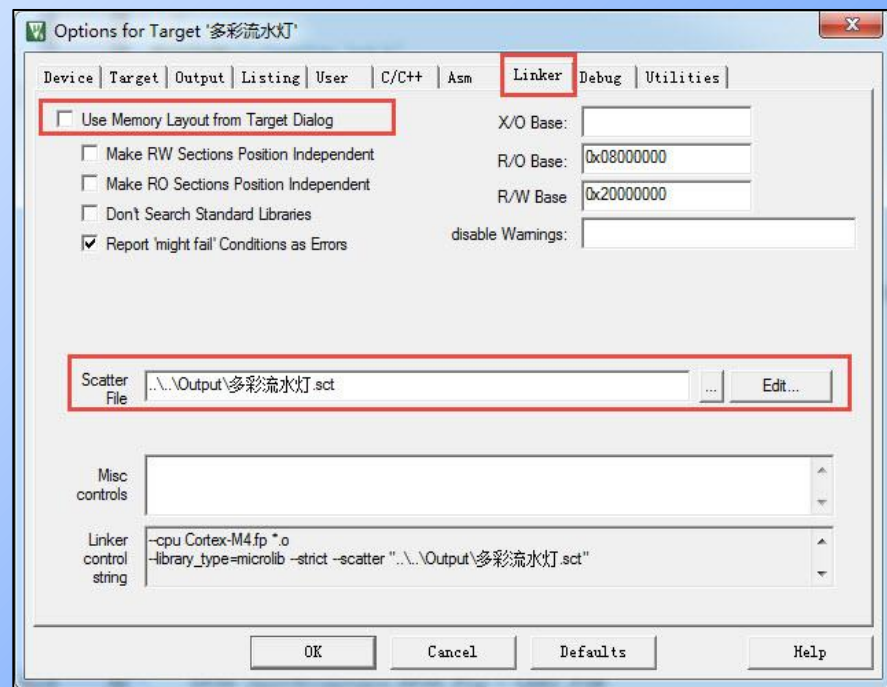 Options for Target '多彩流水灯'
Device Target Output Listing User C/C++ Asm Linker Debug Utilities
Use Memory Layout from Target Dialog
X/O Base:
Make RW Sections Position Independent
R/O Base: 0x08000000
Make RO Sections Position Independent
R/W Base 0x20000000
Don't Search Standard Libraries
disable Warnings:
Report 'might fail' Conditions as Errors
Scatter File
..\..\Output\多彩流水灯.sct
... Edit...
Misc controls
Linker control string
--cpu Cortex-M4.fp *.o
--library_type=microlib --strict --scatter "..\..\Output\多彩流水灯.sct"
OK Cancel Defaults Help